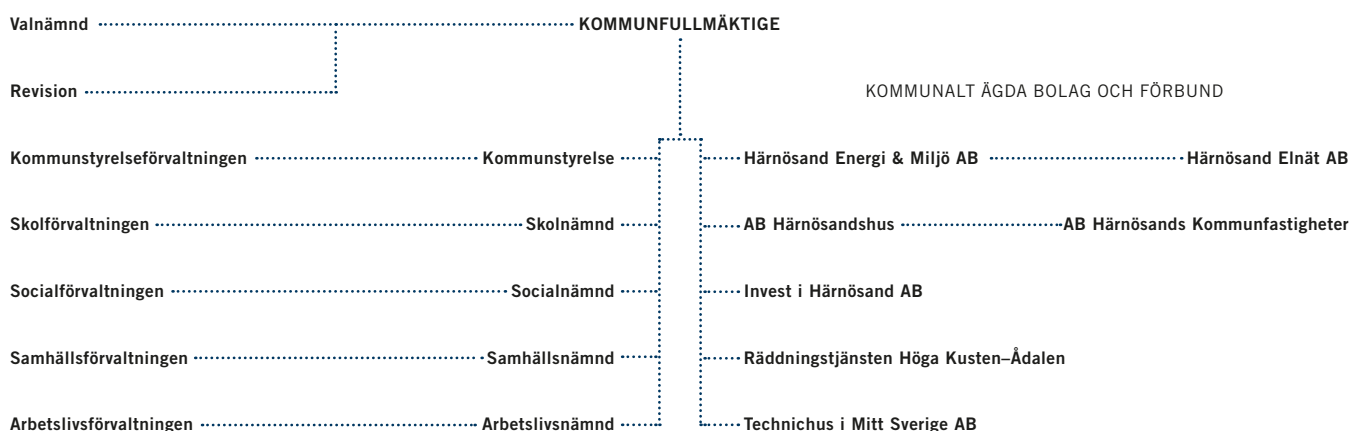 Valnämnd KOMMUNFULLMÄKTIGE
Revision KOMMUNALT ÄGDA BOLAG OCH FÖRBUND
Kommunstyrelseförvaltningen Kommunstyrelse Härnösand Energi & Miljö AB Härnösand Elnät AB
Skolförvaltningen Skolnämnd AB Härnösandshus AB Härnösands Kommunfastigheter
Socialförvaltningen Socialnämnd Invest i Härnösand AB
Samhällsförvaltningen Samhällsnämnd Räddningstjänsten Höga Kusten–Ådalen
Arbetslivsförvaltningen Arbetslivsnämnd Technichus i Mitt Sverige AB